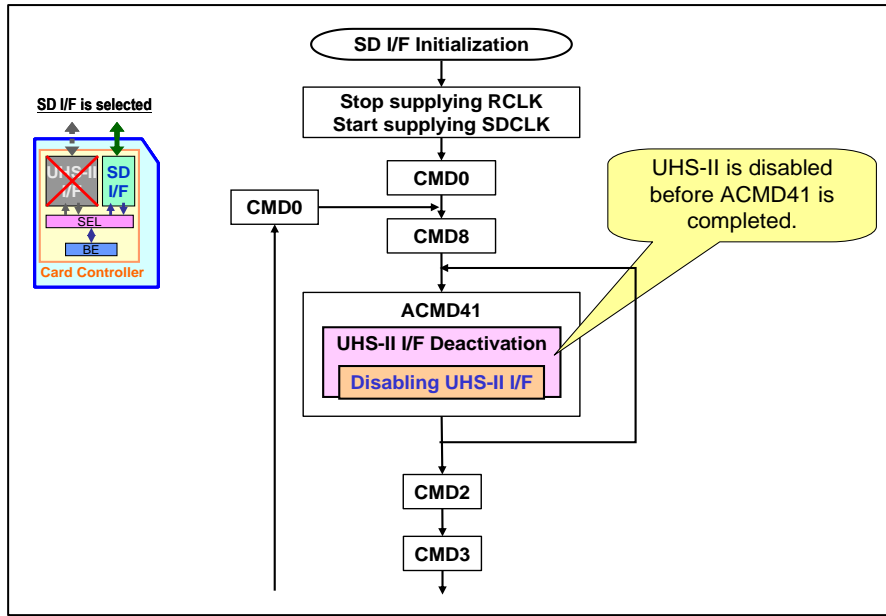 SD I/F Initialization
SD I/F is selected
Stop supplying RCLK
Start supplying SDCLK
UHS-II
I/F
SD
I/F
SEL
BE
Card Controller
CMD0
CMD0
CMD8
UHS-II is disabled
before ACMD41 is
completed.
ACMD41
UHS-II I/F Deactivation
Disabling UHS-II I/F
CMD2
CMD3